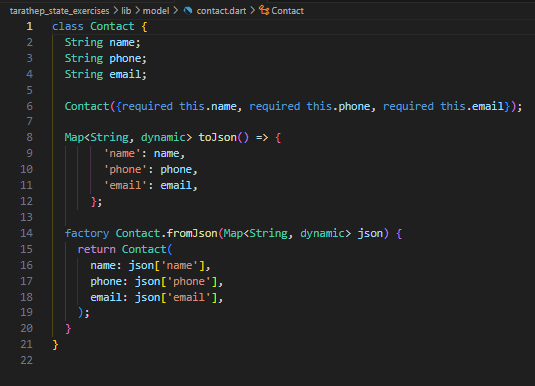 tarathep_state_exercises > lib > model > contact.dart > Contact
1 class Contact {
2 String name;
3 String phone;
4 String email;
5
6 Contact({required this.name, required this.phone, required this.email});
7
8 Map<String, dynamic> toJson() => {
9 'name': name,
10 'phone': phone,
11 'email': email,
12 };
13
14 factory Contact.fromJson(Map<String, dynamic> json) {
15 return Contact(
16 name: json['name'],
17 phone: json['phone'],
18 email: json['email'],
19 );
20 }
21 }
22